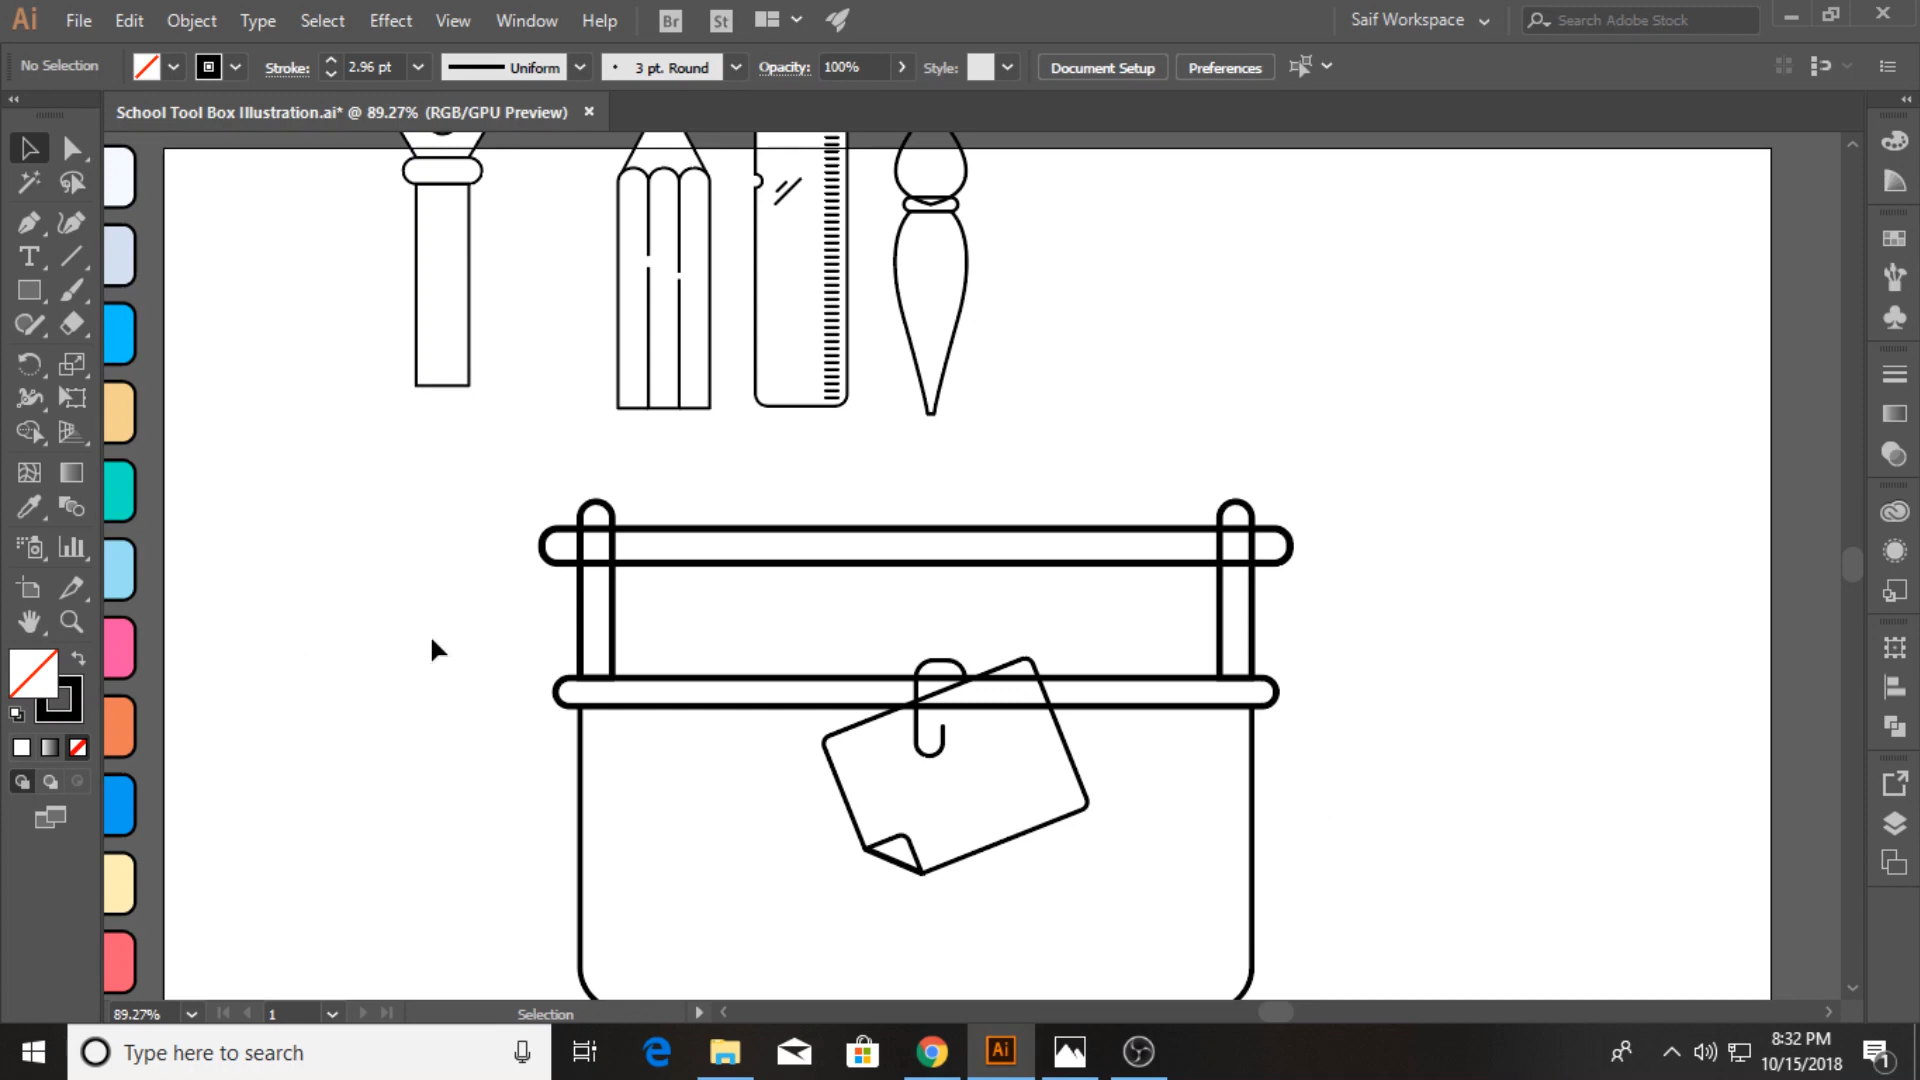 Ai File Edit Object Type Select Effect View Window Help Br St Saif Workspace Search Adobe Stock
No Selection Stroke: 2.96 pt Uniform 3 pt. Round Opacity: 100% Style: Document Setup Preferences
School Tool Box Illustration.ai* @ 89.27% (RGB/GPU Preview)
89.27% 1 Selection
Type here to search
Ai
8:32 PM
10/15/2018
1